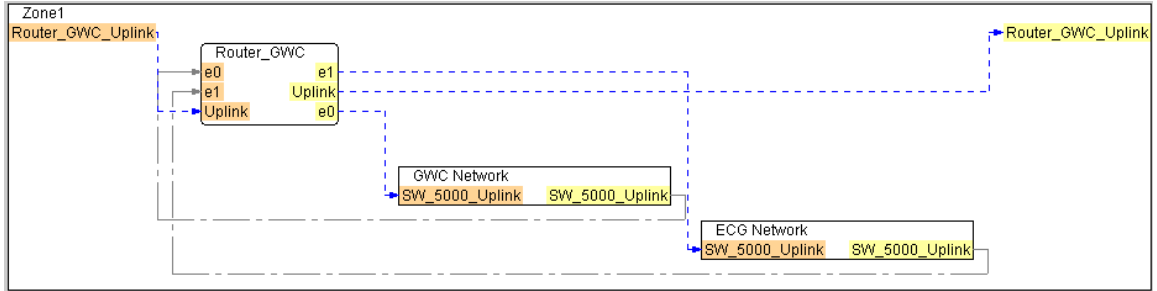 Zone1
Router_GWC_Uplink
Router_GWC_Uplink
Router_GWC
e0 e1
e1 Uplink
Uplink e0
GWC Network
SW_5000_Uplink SW_5000_Uplink
ECG Network
SW_5000_Uplink SW_5000_Uplink